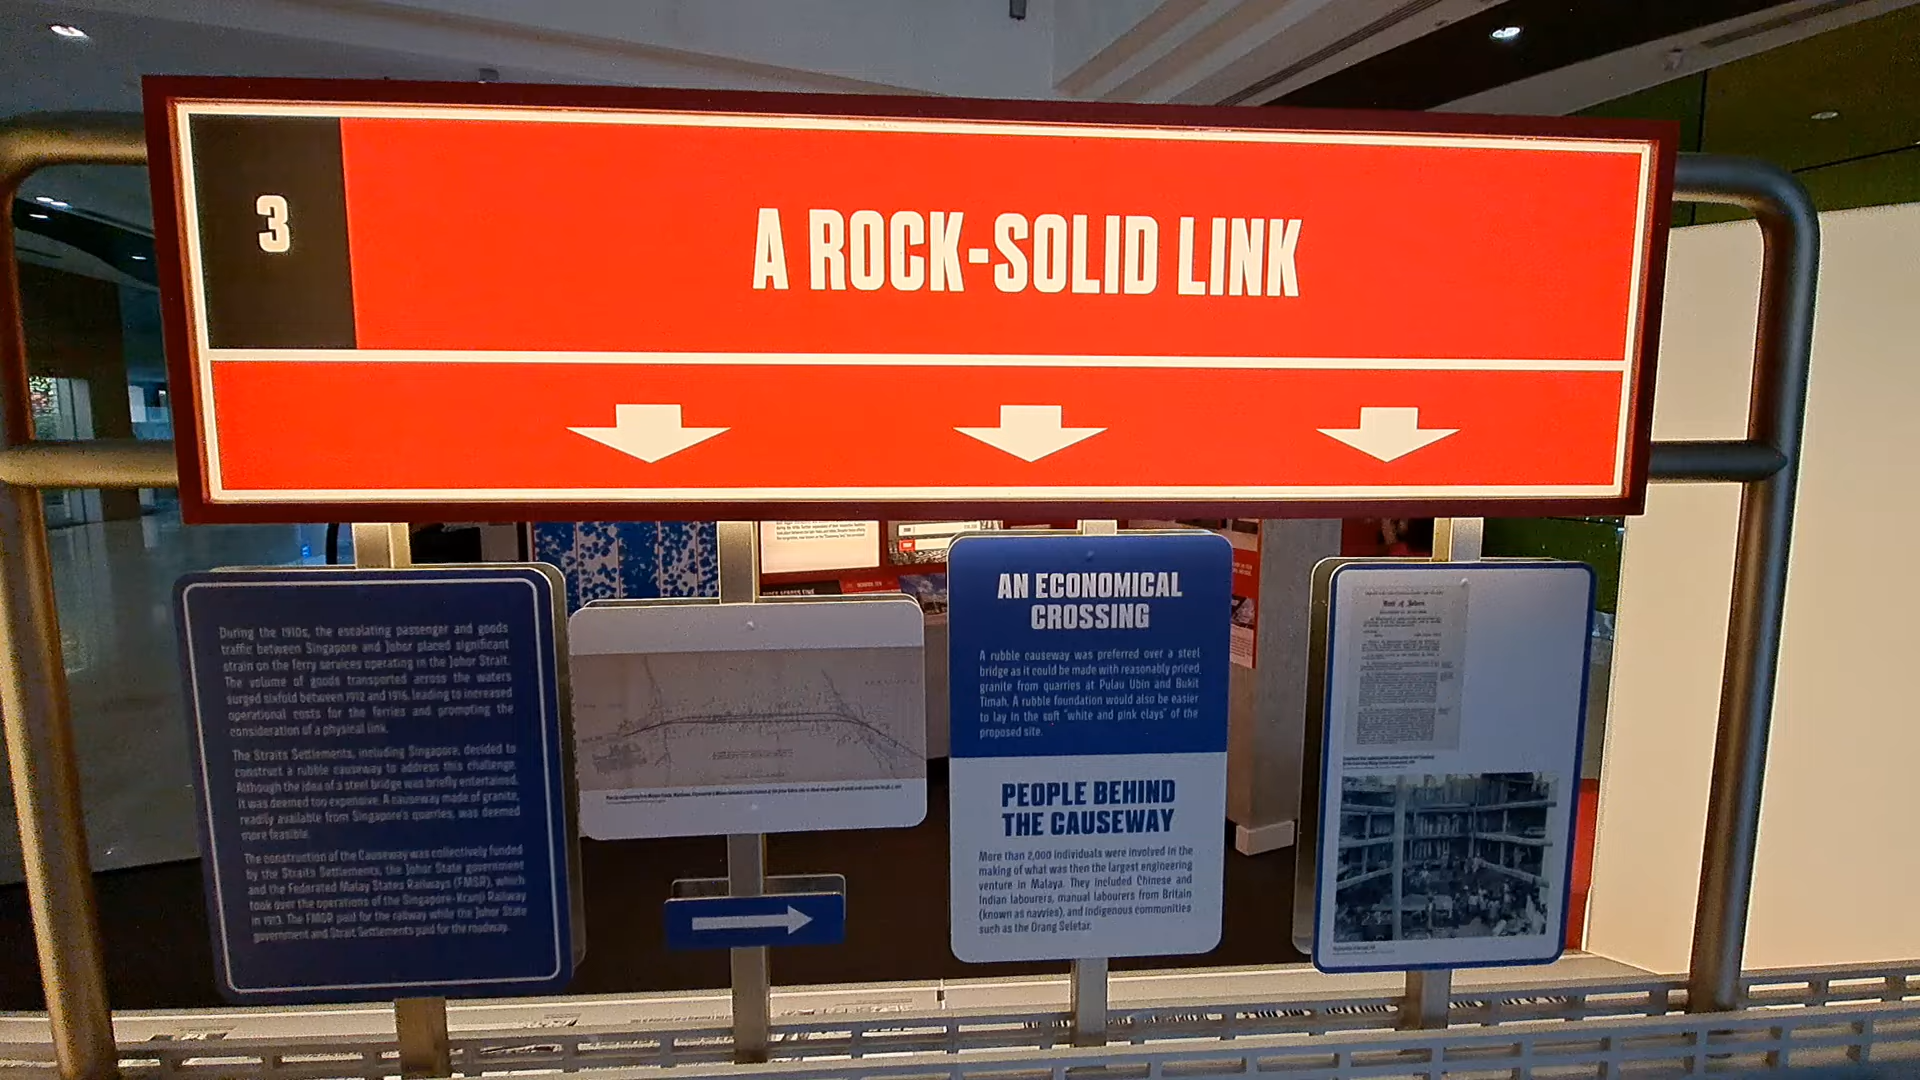 3
A ROCK-SOLID LINK
During the 1910s, the escalating passenger and goods
traffic between Singapore and Johor placed significant
strain on the ferry services operating in the Johor Strait.
The volume of goods transported across the waters
surged sixfold between 1912 and 1916, leading to increased
operational costs for the ferries and prompting the
consideration of a physical link.
The Straits Settlements, including Singapore, decided to
construct a rubble causeway to address this challenge.
Although the idea of a steel bridge was briefly entertained,
it was deemed too expensive. A causeway made of granite,
readily available from Singapore's quarries, was deemed
more feasible.
The construction of the Causeway was collectively funded
by the Straits Settlements, the Johor State government
and the Federated Malay States Railways (FMSR), which
took over the operations of the Singapore-Kranji Railway
in 1913. The FMSR paid for the railway while the Johor State
government and Strait Settlements paid for the roadway.
AN ECONOMICAL
CROSSING
A rubble causeway was preferred over a steel
bridge as it could be made with reasonably priced
granite from quarries at Pulau Ubin and Bukit
Timah. A rubble foundation would also be easier
to lay in the soft "white and pink clays" of the
proposed site.
PEOPLE BEHIND
THE CAUSEWAY
More than 2,000 individuals were involved in the
making of what was then the largest engineering
venture in Malaya. They included Chinese and
Indian labourers, manual labourers from Britain
(known as navvies), and indigenous communities
such as the Orang Seletar.